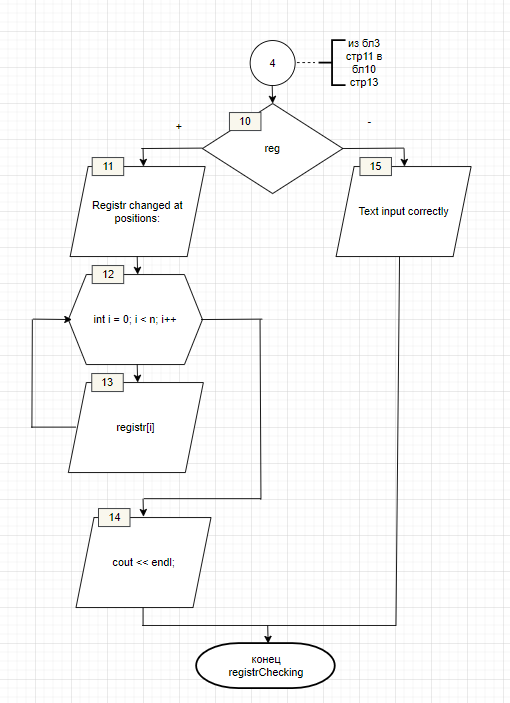 4
из бл3
стр11 в
бл10
стр13
10
+
-
reg
11
15
Registr changed at
positions:
Text input correctly
12
int i = 0; i < n; i++
13
registr[i]
14
cout << endl;
конец
registrChecking